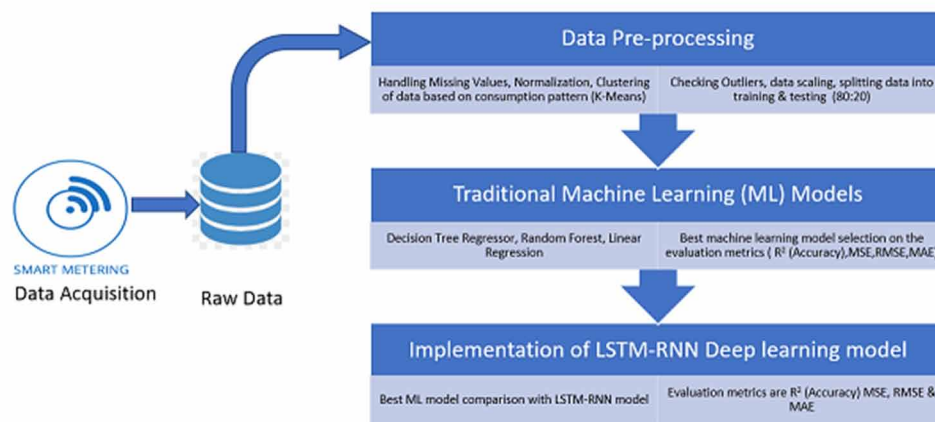 Data Pre-processing
Handling Missing Values, Normalization, Clustering
of data based on consumption pattern (K-Means)
Checking Outliers, data scaling, splitting data into
training & testing (80:20)
SMART METERING
Data Acquisition
Raw Data
Traditional Machine Learning (ML) Models
Decision Tree Regressor, Random Forest, Linear
Regression
Best machine learning model selection on the
evaluation metrics ( R² (Accuracy),MSE,RMSE,MAE)
Implementation of LSTM-RNN Deep learning model
Best ML model comparison with LSTM-RNN model
Evaluation metrics are R² (Accuracy) MSE, RMSE &
MAE